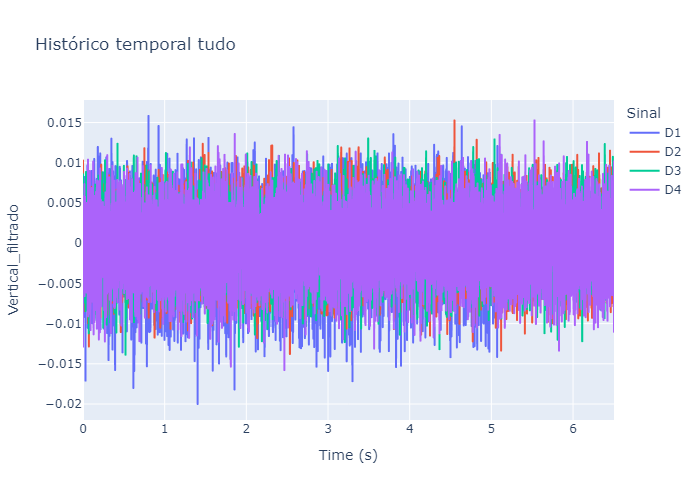 Histórico temporal tudo
Sinal
D1
D2
D3
D4
0.015
0.01
0.005
0
−0.005
−0.01
−0.015
−0.02
Vertical_filtrado
0 1 2 3 4 5 6
Time (s)